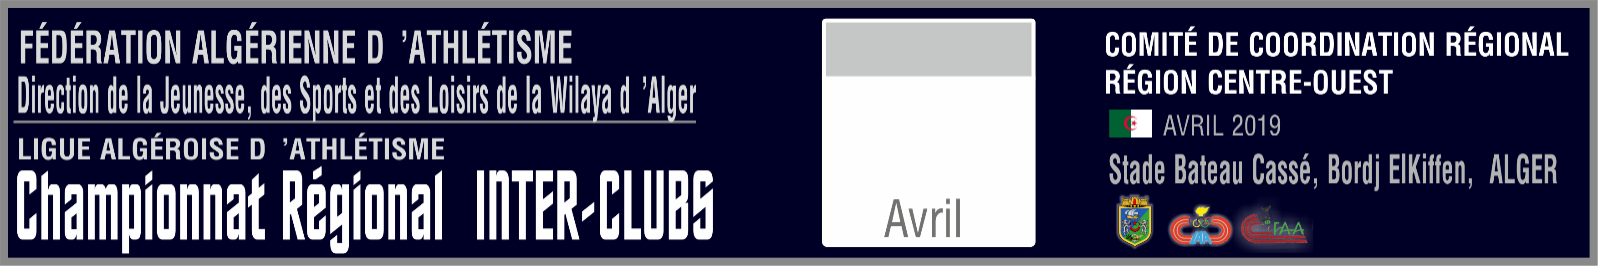 FÉDÉRATION ALGÉRIENNE D ’ATHLÉTISME
Direction de la Jeunesse, des Sports et des Loisirs de la Wilaya d ’Alger
LIGUE ALGÉROISE D ’ATHLÉTISME
Championnat Régional INTER-CLUBS
Avril
COMITÉ DE COORDINATION RÉGIONAL
RÉGION CENTRE-OUEST
AVRIL 2019
Stade Bateau Cassé, Bordj ElKiffen, ALGER
FAA